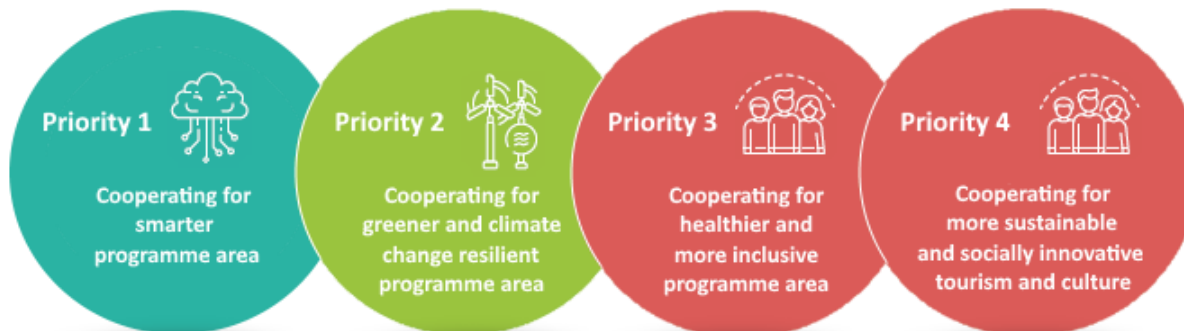 Priority 1
Cooperating for
smarter
programme area
Priority 2
Cooperating for
greener and climate
change resilient
programme area
Priority 3
Cooperating for
healthier and
more inclusive
programme area
Priority 4
Cooperating for
more sustainable
and socially innovative
tourism and culture